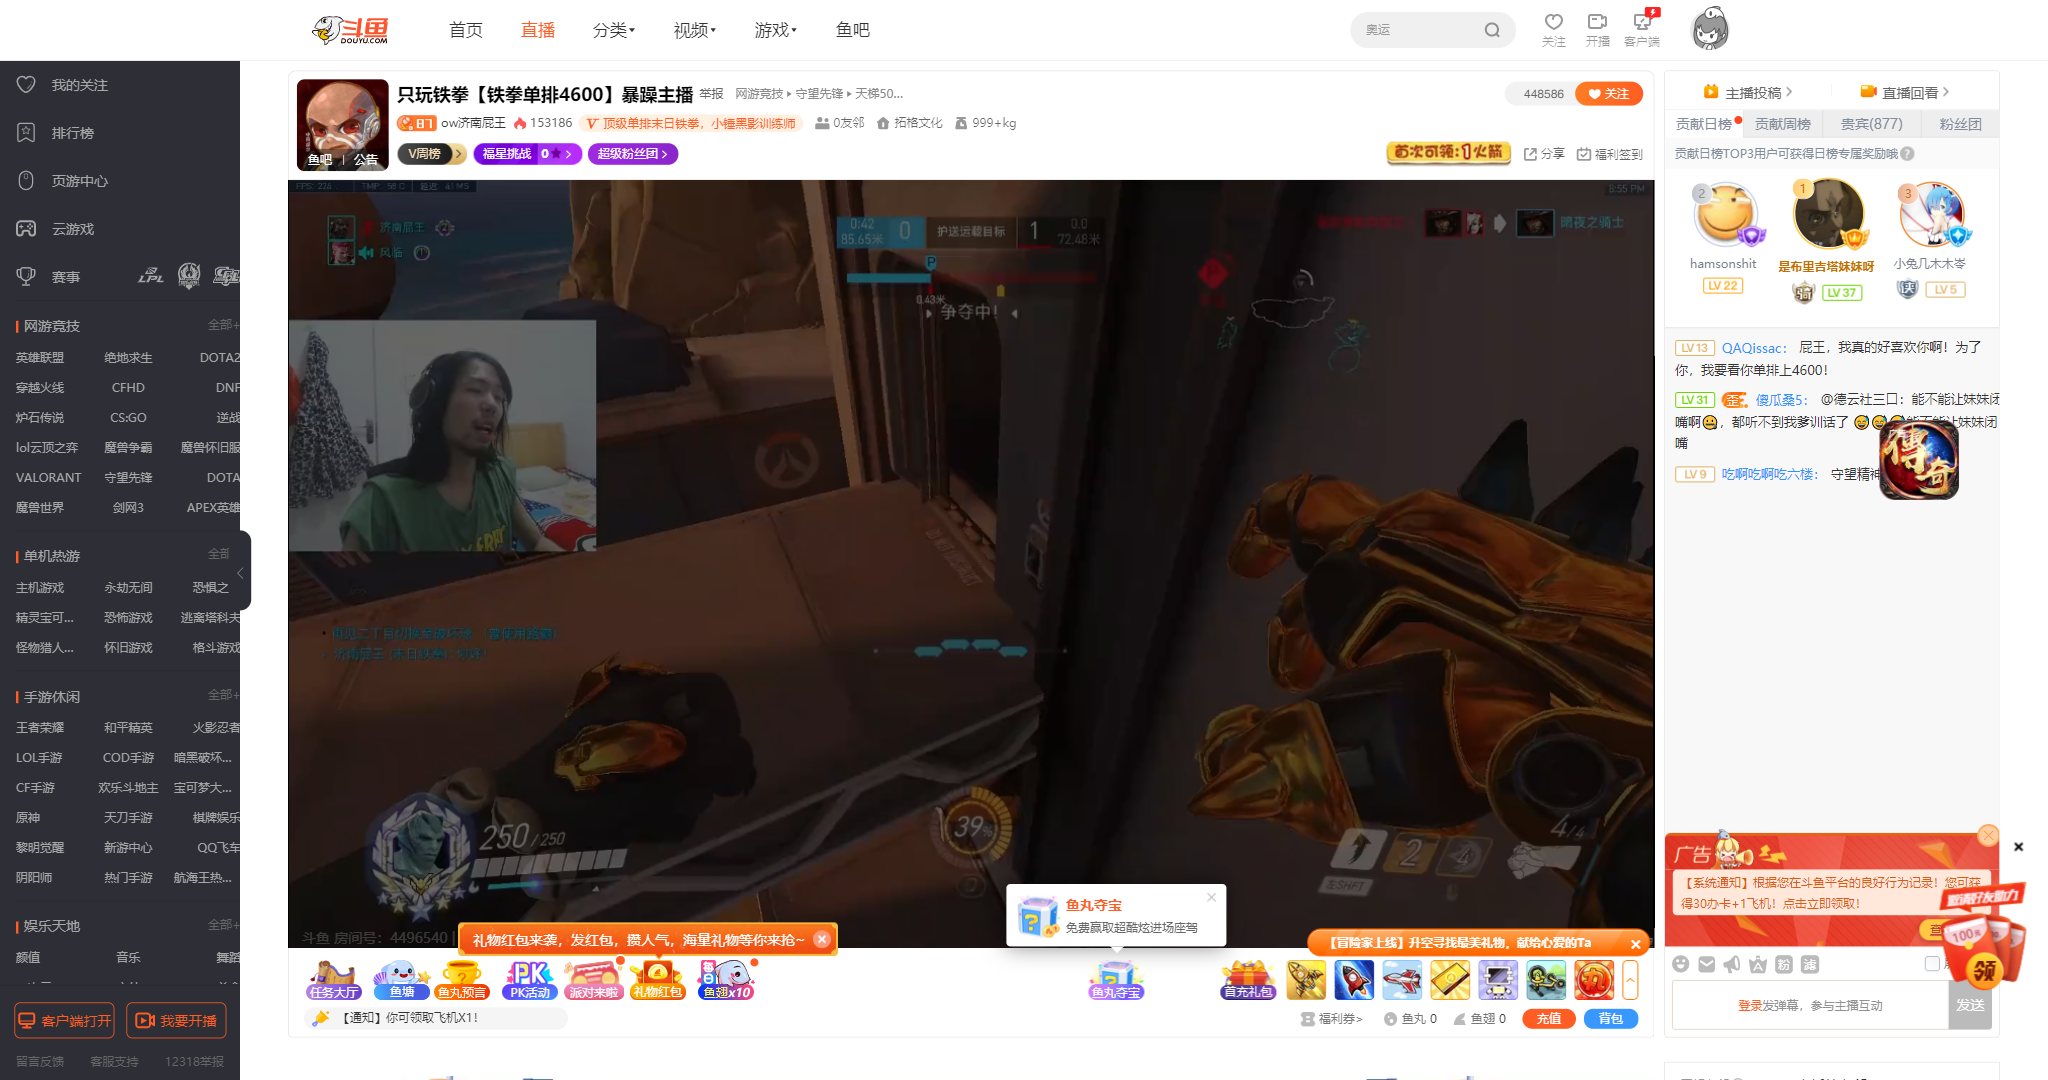 斗鱼
DOUYU.COM
首页
直播
分类
视频
游戏
鱼吧
奥运
关注
开播
客户端
我的关注
排行榜
页游中心
云游戏
赛事
LPL
网游竞技
全部+
英雄联盟 绝地求生 DOTA2
穿越火线 CFHD DNF
炉石传说 CS:GO 逆战
lol云顶之弈 魔兽争霸 魔兽怀旧服
VALORANT 守望先锋 DOTA
魔兽世界 剑网3 APEX英雄
单机热游
全部
主机游戏 永劫无间 恐惧之
精灵宝可... 恐怖游戏 逃离塔科夫
怪物猎人... 怀旧游戏 格斗游戏
手游休闲
全部+
王者荣耀 和平精英 火影忍者
LOL手游 COD手游 暗黑破坏...
CF手游 欢乐斗地主 宝可梦大...
原神 天刀手游 棋牌娱乐
黎明觉醒 新游中心 QQ飞车
阴阳师 热门手游 航海王热...
娱乐天地
全部+
颜值 音乐 舞蹈
客户端打开 我要开播
留言反馈 客服支持 12318举报
只玩铁拳【铁拳单排4600】暴躁主播 举报 网游竞技 守望先锋 天梯50...
448586
关注
87 ow济南屁王 153186 顶级单排末日铁拳，小锤黑影训练师 0友邻 拓格文化 999+kg
鱼吧 | 公告
V周榜 >
福星挑战 0 >
超级粉丝团 >
首次可领:1火箭
分享
福利签到
8:55 PM
济南屁王
风临
0:42
85.65米
0
护送运载目标
1
0.0
72.48米
P
0.43米
争夺中!
暗夜之骑士
250/250
39%
左SHIFT
2
4/4
斗鱼 房间号：4496540
礼物红包来袭，发红包，攒人气，海星礼物等你来抢~
鱼丸夺宝
免费赢取超酷炫进场座驾
【冒险家上线】升空寻找最美礼物，献给心爱的Ta
任务大厅
鱼塘
鱼丸预言
PK
PK活动
派对来啦
礼物红包
每日
鱼翅x10
鱼丸夺宝
首充礼包
【通知】你可领取飞机X1！
福利券>
鱼丸 0
鱼翅 0
充值
背包
主播投稿 >
直播回看 >
贡献日榜 贡献周榜 贵宾(877) 粉丝团
贡献日榜TOP3用户可获得日榜专属奖励哦
2
1
3
hamsonshit
是布里吉塔妹妹呀
小兔几木木岺
LV 22
骑 LV 37
侠 LV 5
LV 13 QAQissac： 屁王，我真的好喜欢你啊！为了
你，我要看你单排上4600！
LV 31 歪 傻瓜桑5： @德云社三口：能不能让妹妹闭
嘴啊，都听不到我爹训话了 能不能让妹妹闭
嘴
LV 9 吃啊吃啊吃六楼： 守望精神
傳奇
广告
【系统通知】根据您在斗鱼平台的良好行为记录！您可获
得30办卡+1飞机！点击立即领取！
邀请好友助力
100元
领
粉
滤
登录发弹幕，参与主播互动
发送